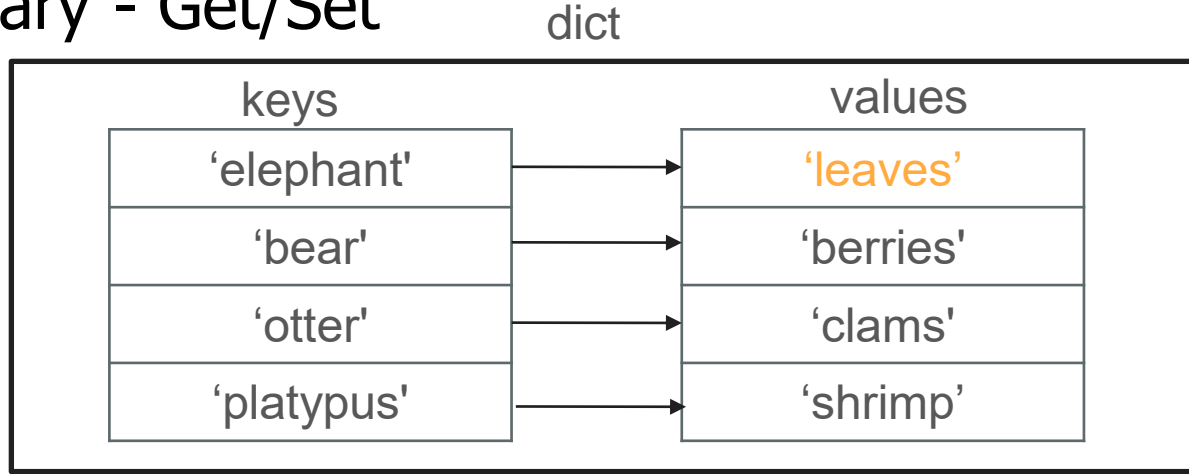 ary - Get/Set
dict
keys values
‘elephant' ‘leaves’
‘bear' ‘berries'
‘otter' ‘clams'
‘platypus' ‘shrimp’